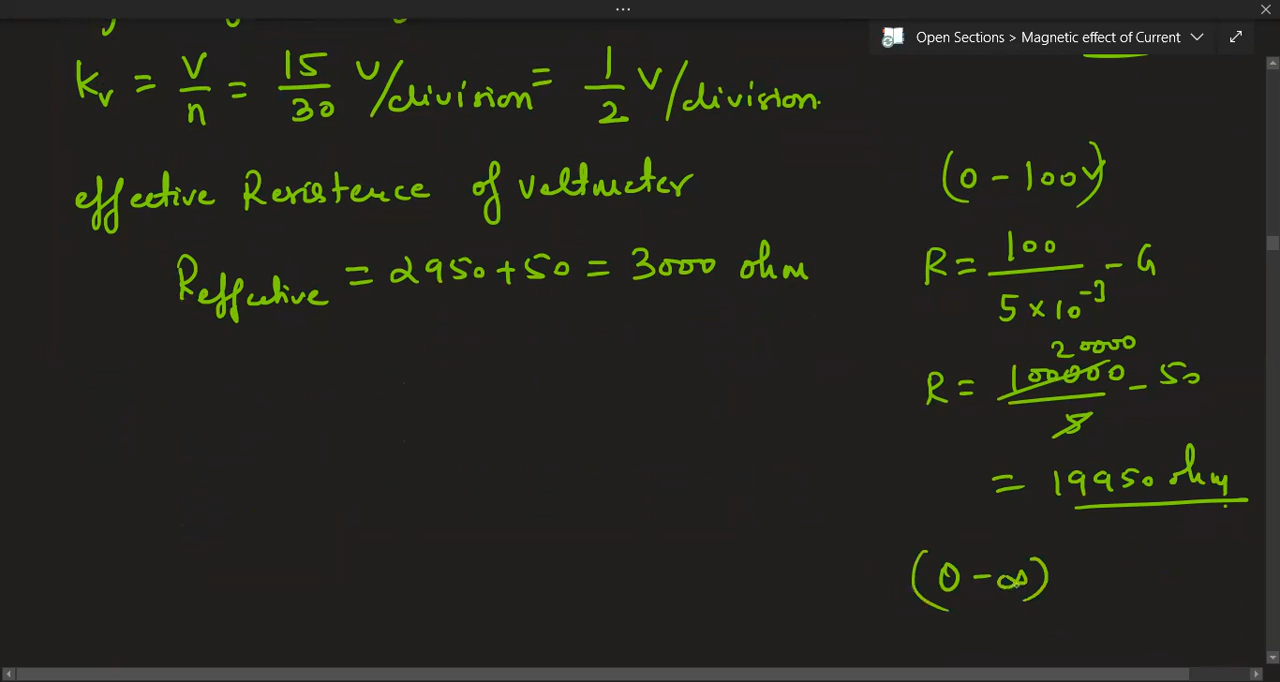 Open Sections > Magnetic effect of Current
Kv = V/n = 15/30 V/division = 1/2 V/division.
effective Resistence of voltmeter
Reffective = 2950 + 50 = 3000 ohm
(0 - 100V)
R = 100/5 × 10⁻³ - G
20000
R = 100000/5 - 50
= 19950 ohm
(0 - ∞)